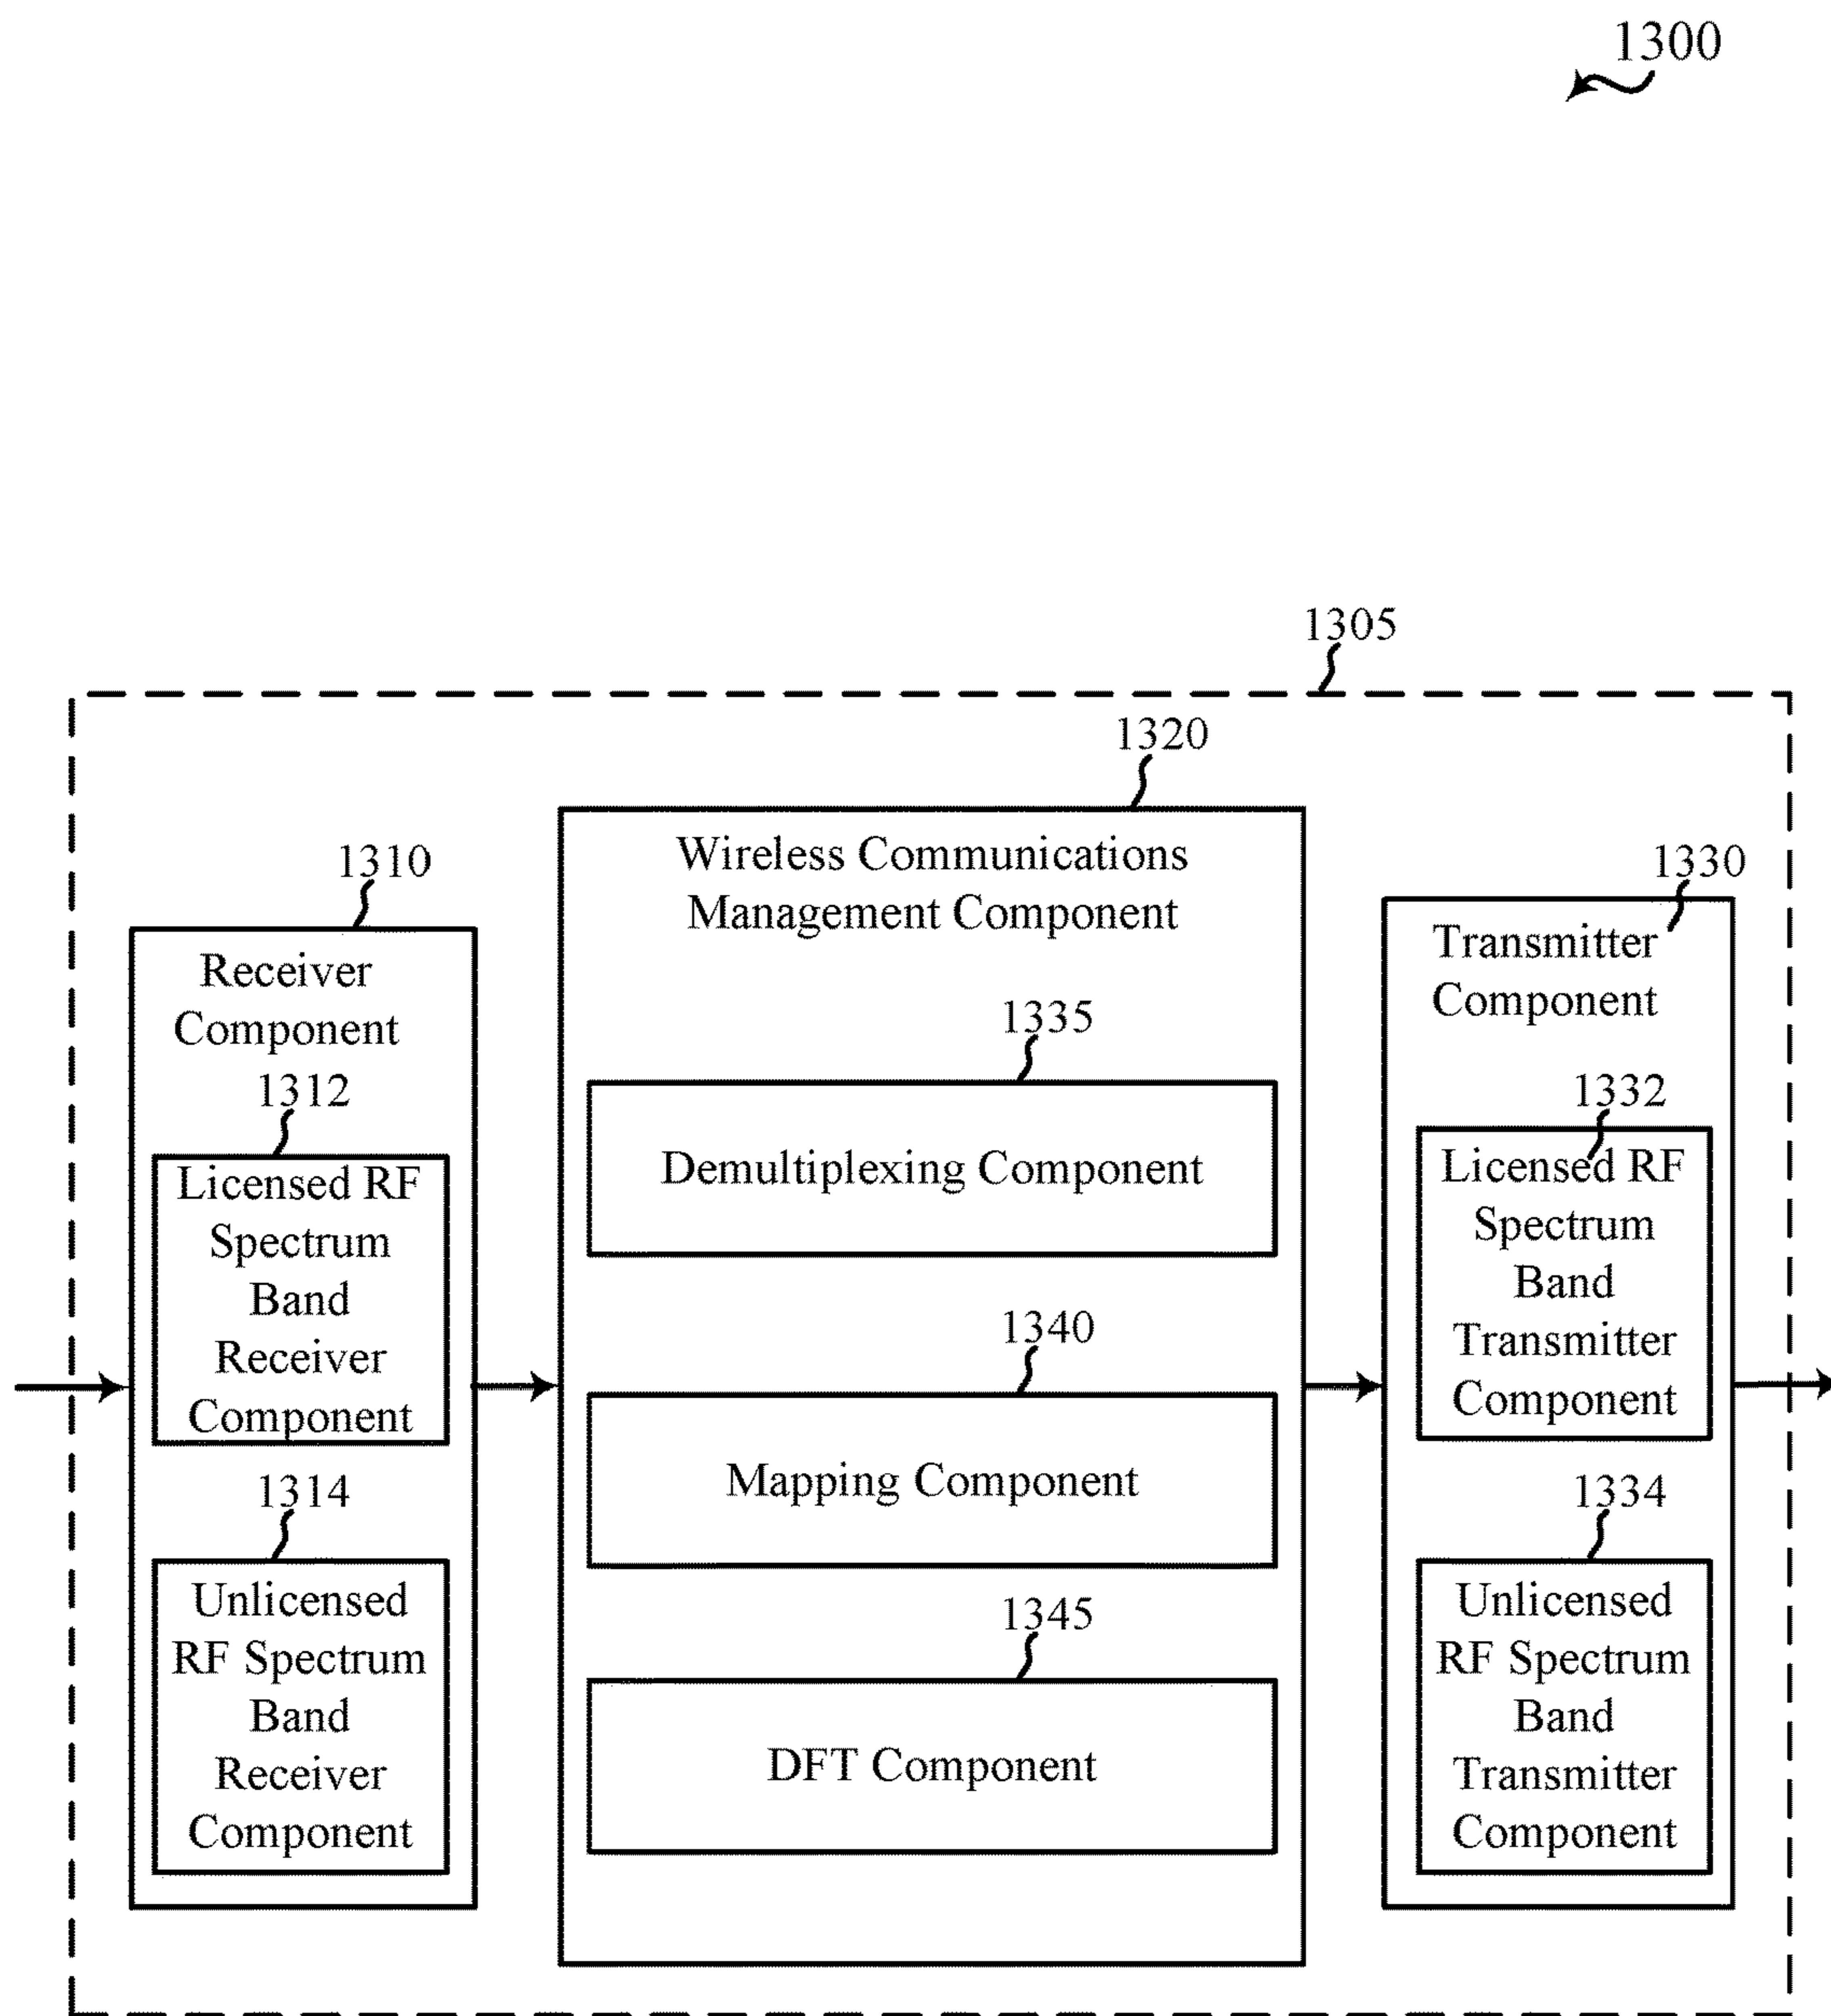 1300
1305
1320
Wireless Communications
Management Component
1310
Receiver
Component
1312
Licensed RF
Spectrum
Band
Receiver
Component
1314
Unlicensed
RF Spectrum
Band
Receiver
Component
1335
Demultiplexing Component
1340
Mapping Component
1345
DFT Component
1330
Transmitter
Component
1332
Licensed RF
Spectrum
Band
Transmitter
Component
1334
Unlicensed
RF Spectrum
Band
Transmitter
Component